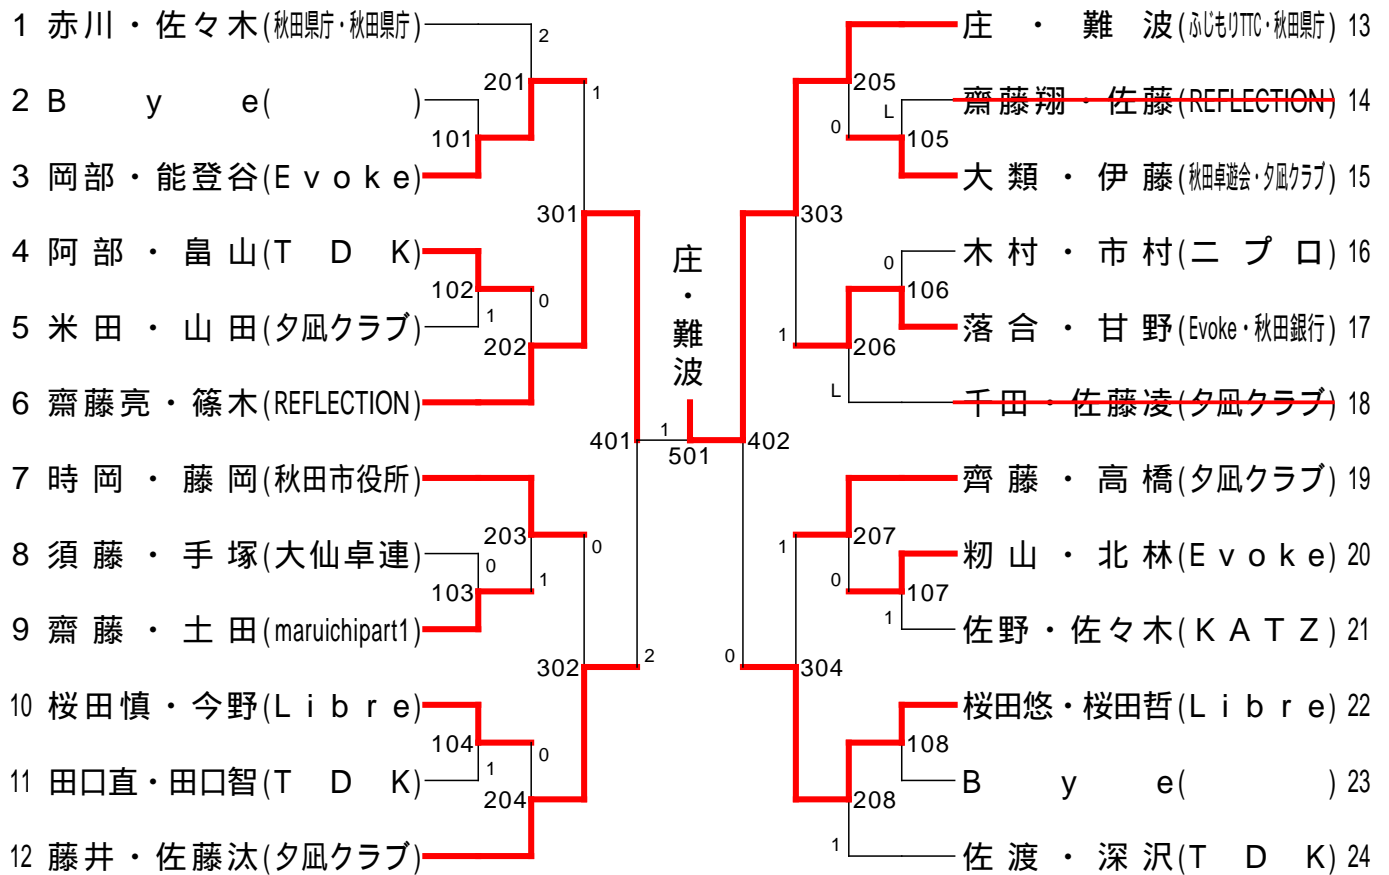 1 赤川・佐々木(秋田県庁・秋田県庁)
2 Bye( )
3 岡部・能登谷(Evoke)
4 阿部・畠山(TDK)
5 米田・山田(夕凪クラブ)
6 齋藤亮・篠木(REFLECTION)
7 時岡・藤岡(秋田市役所)
8 須藤・手塚(大仙卓連)
9 齋藤・土田(maruichipart1)
10 桜田慎・今野(Libre)
11 田口直・田口智(TDK)
12 藤井・佐藤汰(夕凪クラブ)
2
201
1
101
301
102
0
1
202
401
203
0
0
103
1
302
2
104
0
1
204
庄・難波
1
501
402
205
L
0
105
303
0
106
1
206
L
207
1
0
107
1
0
304
108
208
1
庄・難波(ふじもりTTC・秋田県庁) 13
齋藤翔・佐藤(REFLECTION) 14
大類・伊藤(秋田卓遊会・夕凪クラブ) 15
木村・市村(ニプロ) 16
落合・甘野(Evoke・秋田銀行) 17
千田・佐藤凌(夕凪クラブ) 18
齊藤・高橋(夕凪クラブ) 19
籾山・北林(Evoke) 20
佐野・佐々木(KATZ) 21
桜田悠・桜田哲(Libre) 22
Bye( ) 23
佐渡・深沢(TDK) 24